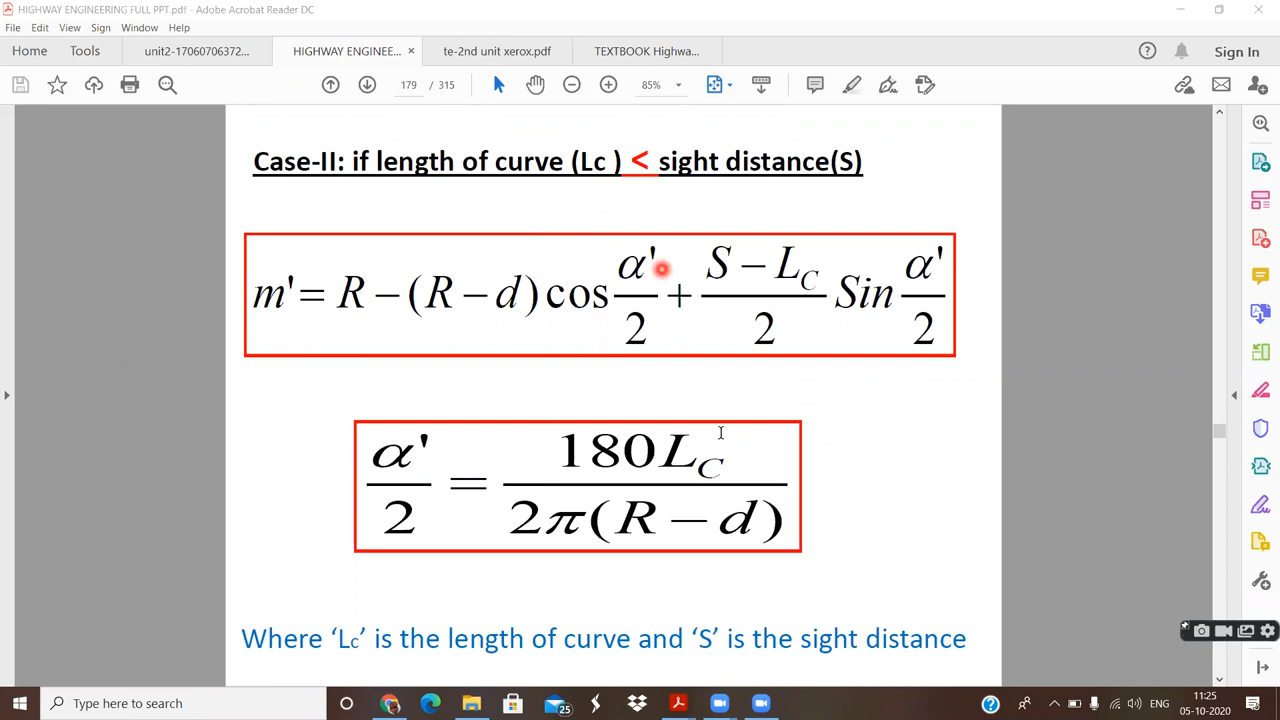 HIGHWAY ENGINEERING FULL PPT.pdf - Adobe Acrobat Reader DC
File Edit View Sign Window Help
Home Tools unit2-17060706372... HIGHWAY ENGINEE... × te-2nd unit xerox.pdf TEXTBOOK Highwa... Sign In
179 / 315 85%
Case-II: if length of curve (Lc ) < sight distance(S)
m' = R − (R − d) cos α'/2 + (S − L_C)/2 Sin α'/2
α'/2 = 180 L_C / 2π(R − d)
Where ‘Lc’ is the length of curve and ‘S’ is the sight distance
Type here to search
25
ENG
11:25
05-10-2020